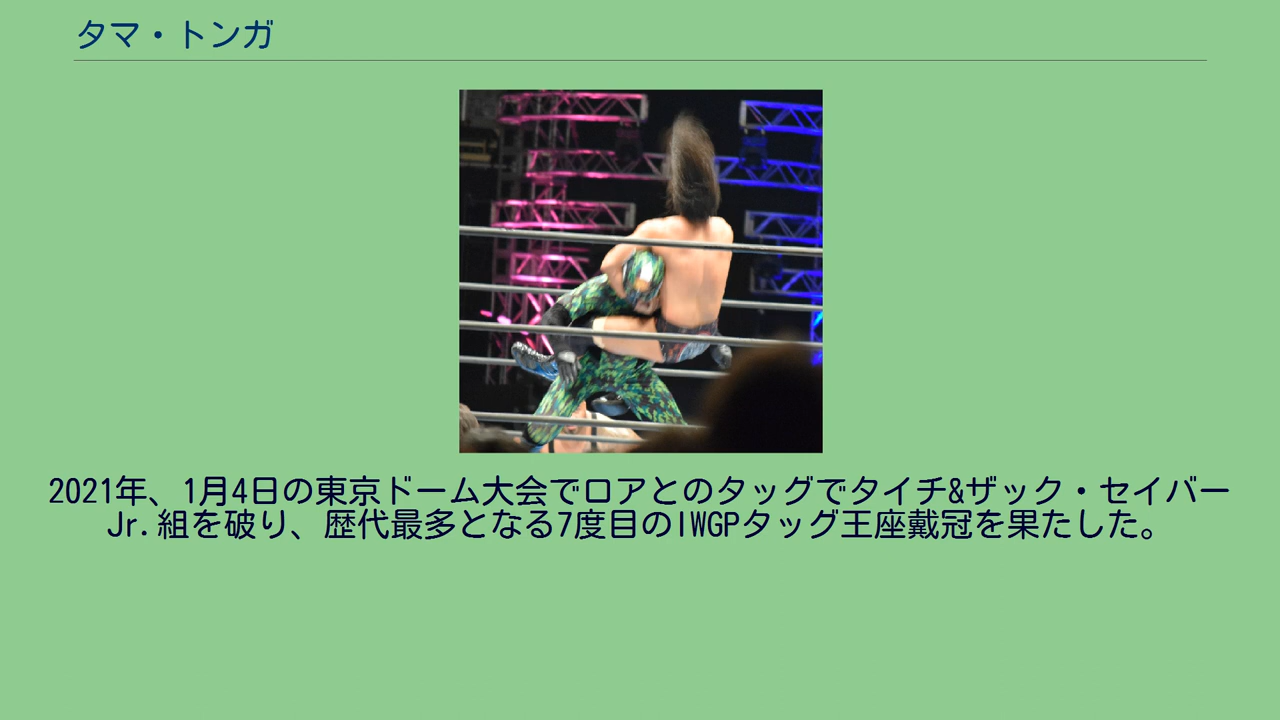 タマ・トンガ
2021年、1月4日の東京ドーム大会でロアとのタッグでタイチ&ザック・セイバー
Jr.組を破り、歴代最多となる7度目のIWGPタッグ王座戴冠を果たした。